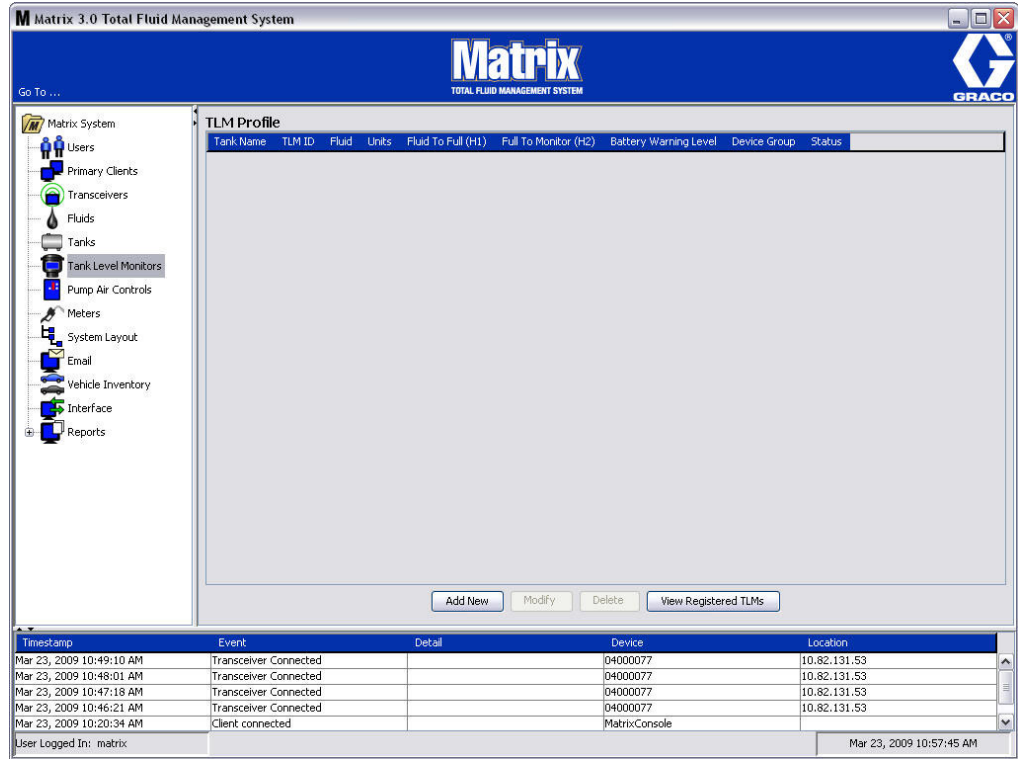 M Matrix 3.0 Total Fluid Management System
Matrix
TOTAL FLUID MANAGEMENT SYSTEM
Go To ...
GRACO
Matrix System
Users
Primary Clients
Transceivers
Fluids
Tanks
Tank Level Monitors
Pump Air Controls
Meters
System Layout
Email
Vehicle Inventory
Interface
Reports
TLM Profile
Tank Name TLM ID Fluid Units Fluid To Full (H1) Full To Monitor (H2) Battery Warning Level Device Group Status
Add New Modify Delete View Registered TLMs
Timestamp Event Detail Device Location
Mar 23, 2009 10:49:10 AM Transceiver Connected 04000077 10.82.131.53
Mar 23, 2009 10:48:01 AM Transceiver Connected 04000077 10.82.131.53
Mar 23, 2009 10:47:18 AM Transceiver Connected 04000077 10.82.131.53
Mar 23, 2009 10:46:21 AM Transceiver Connected 04000077 10.82.131.53
Mar 23, 2009 10:20:34 AM Client connected MatrixConsole
User Logged In: matrix Mar 23, 2009 10:57:45 AM